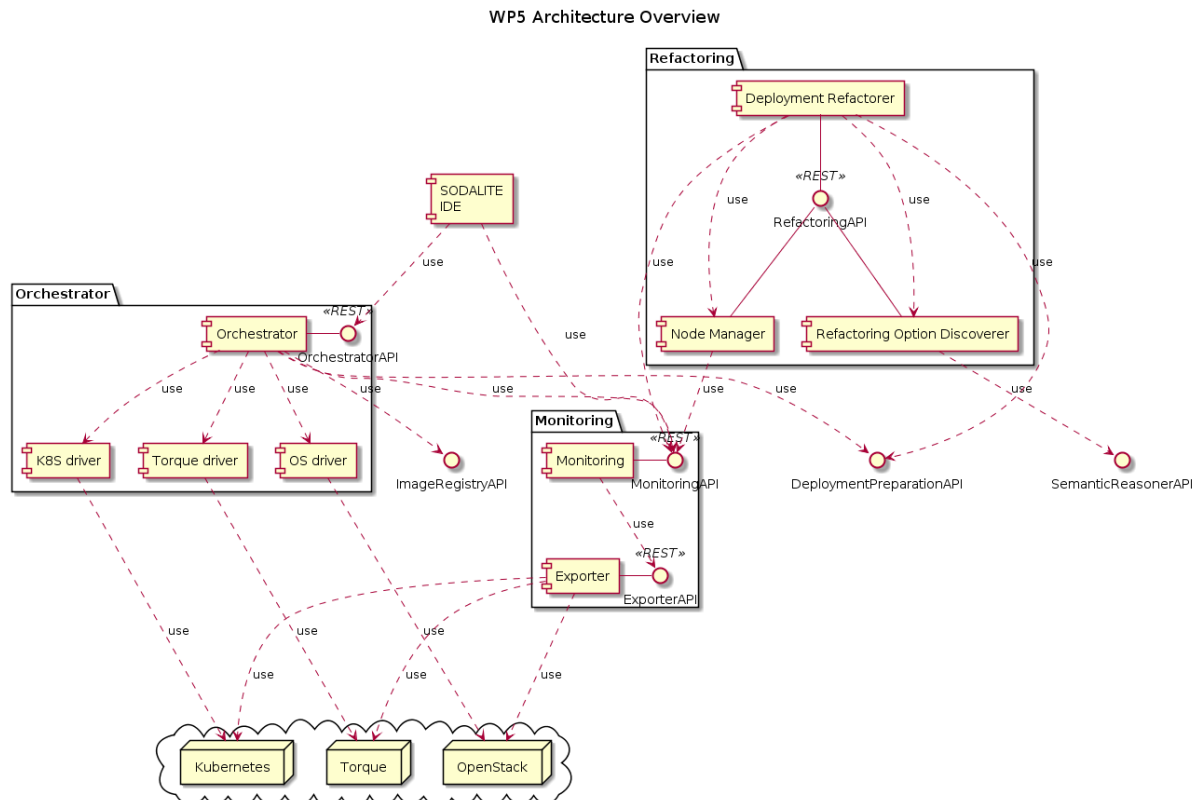 WP5 Architecture Overview
Refactoring
Deployment Refactorer
«REST»
SODALITE
IDE
use
use
RefactoringAPI
use
use
use
Orchestrator
«REST»
Orchestrator
OrchestratorAPI
use
Node Manager
Refactoring Option Discoverer
use
use
use
use
use
use
use
use
Monitoring
«REST»
K8S driver
Torque driver
OS driver
ImageRegistryAPI
Monitoring
MonitoringAPI
DeploymentPreparationAPI
SemanticReasonerAPI
use
«REST»
Exporter
ExporterAPI
use
use
use
use
use
use
Kubernetes
Torque
OpenStack